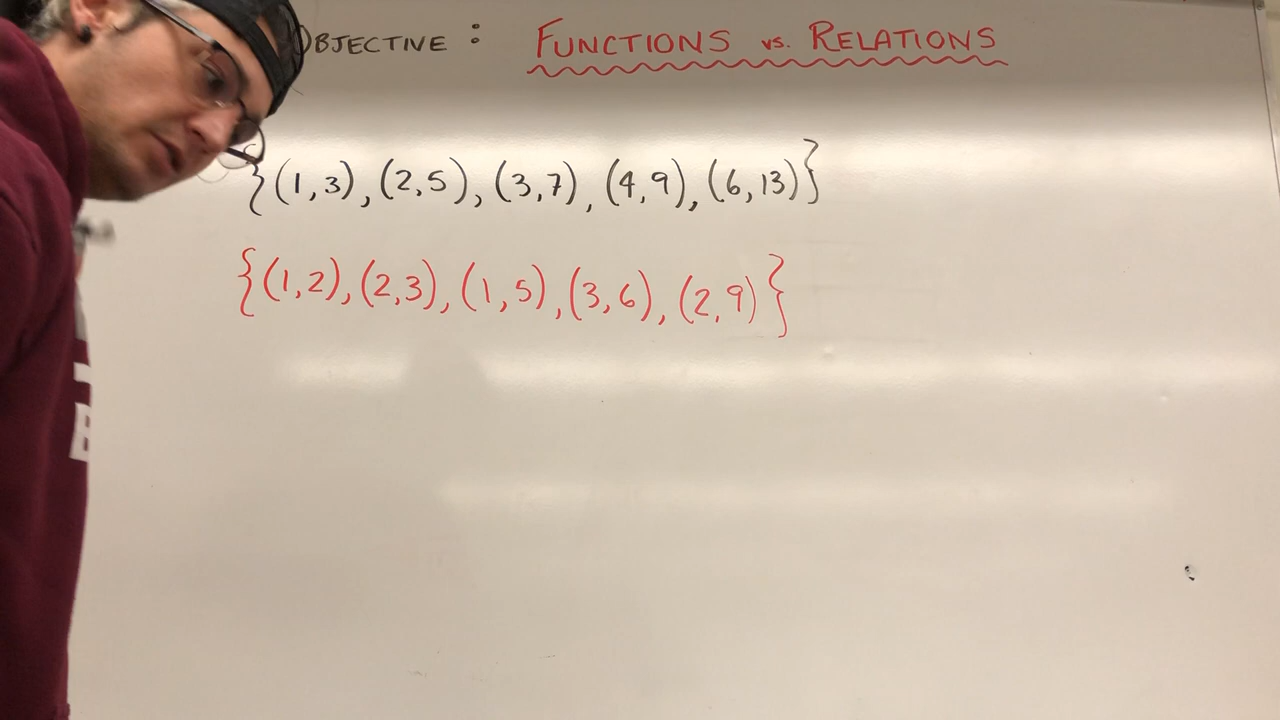 OBJECTIVE : FUNCTIONS vs. RELATIONS
{(1,3),(2,5),(3,7),(4,9),(6,13)}
{(1,2),(2,3),(1,5),(3,6),(2,9)}